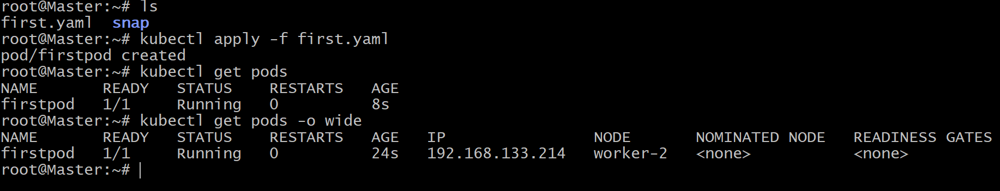 root@Master:~# ls
first.yaml  snap
root@Master:~# kubectl apply -f first.yaml
pod/firstpod created
root@Master:~# kubectl get pods
NAME       READY   STATUS    RESTARTS   AGE
firstpod   1/1     Running   0          8s
root@Master:~# kubectl get pods -o wide
NAME       READY   STATUS    RESTARTS   AGE   IP                NODE       NOMINATED NODE   READINESS GATES
firstpod   1/1     Running   0          24s   192.168.133.214   worker-2   <none>           <none>
root@Master:~#